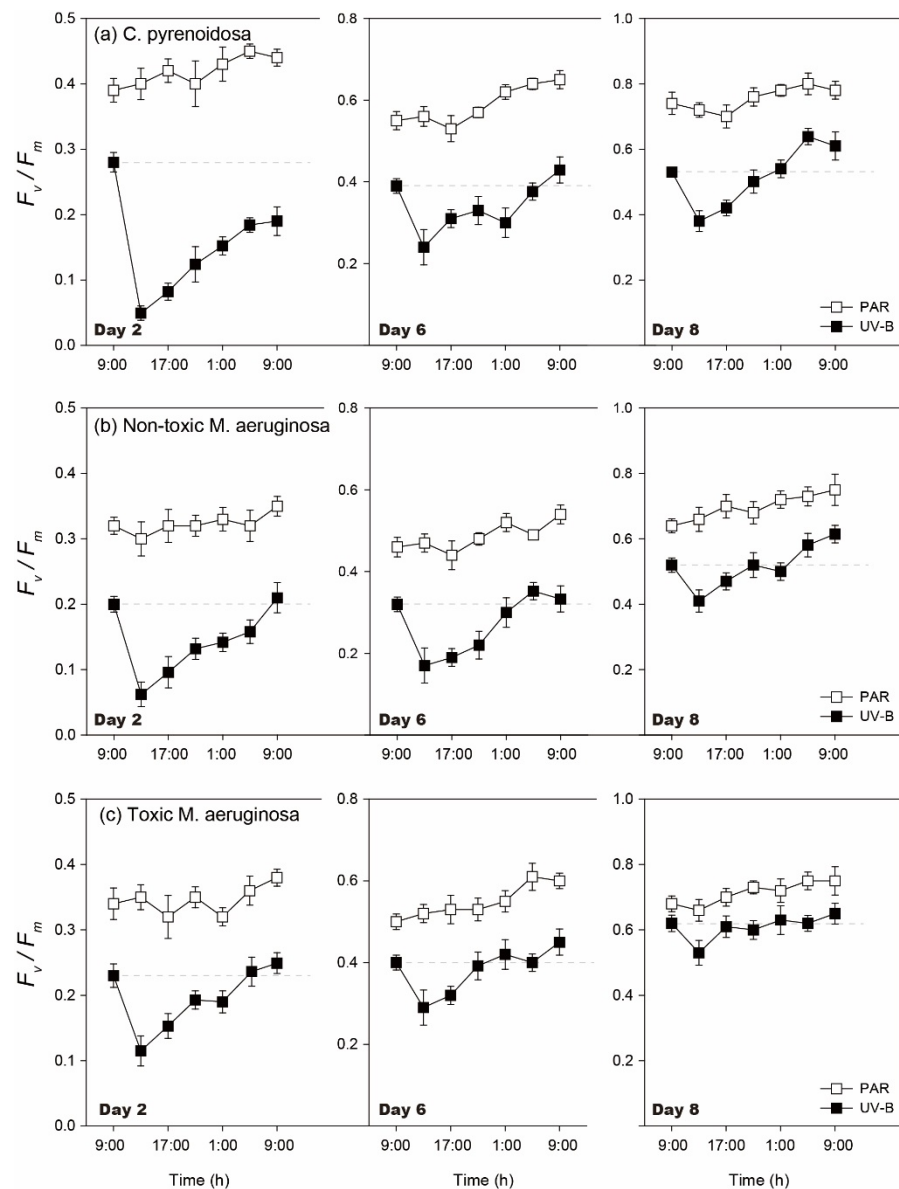 (a) C. pyrenoidosa
0.5
0.4
0.3
0.2
0.1
0.0
Fv / Fm
Day 2
9:00 17:00 1:00 9:00
0.8
0.6
0.4
0.2
Day 6
9:00 17:00 1:00 9:00
1.0
0.8
0.6
0.4
0.2
PAR
UV-B
Day 8
9:00 17:00 1:00 9:00
(b) Non-toxic M. aeruginosa
0.5
0.4
0.3
0.2
0.1
0.0
Fv / Fm
Day 2
9:00 17:00 1:00 9:00
0.8
0.6
0.4
0.2
Day 6
9:00 17:00 1:00 9:00
1.0
0.8
0.6
0.4
0.2
PAR
UV-B
Day 8
9:00 17:00 1:00 9:00
(c) Toxic M. aeruginosa
0.5
0.4
0.3
0.2
0.1
0.0
Fv / Fm
Day 2
9:00 17:00 1:00 9:00
Time (h)
0.8
0.6
0.4
0.2
Day 6
9:00 17:00 1:00 9:00
Time (h)
1.0
0.8
0.6
0.4
0.2
PAR
UV-B
Day 8
9:00 17:00 1:00 9:00
Time (h)